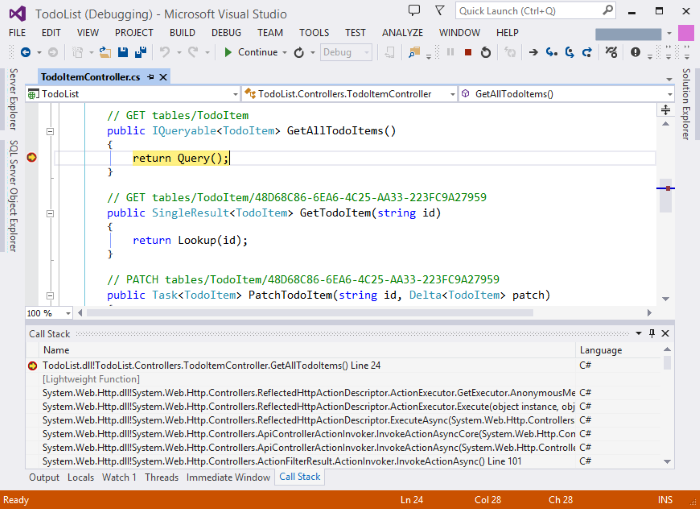 TodoList (Debugging) - Microsoft Visual Studio
Quick Launch (Ctrl+Q)
FILE EDIT VIEW PROJECT BUILD DEBUG TEAM TOOLS TEST ANALYZE WINDOW HELP
Continue Debug
Server Explorer
SQL Server Object Explorer
Solution Explorer
TodoItemController.cs
TodoList TodoList.Controllers.TodoItemController GetAllTodoItems()
// GET tables/TodoItem
public IQueryable<TodoItem> GetAllTodoItems()
{
return Query();
}
// GET tables/TodoItem/48D68C86-6EA6-4C25-AA33-223FC9A27959
public SingleResult<TodoItem> GetTodoItem(string id)
{
return Lookup(id);
}
// PATCH tables/TodoItem/48D68C86-6EA6-4C25-AA33-223FC9A27959
public Task<TodoItem> PatchTodoItem(string id, Delta<TodoItem> patch)
100 %
Call Stack
Name Language
TodoList.dll!TodoList.Controllers.TodoItemController.GetAllTodoItems() Line 24 C#
[Lightweight Function]
System.Web.Http.dll!System.Web.Http.Controllers.ReflectedHttpActionDescriptor.ActionExecutor.GetExecutor.AnonymousMe C#
System.Web.Http.dll!System.Web.Http.Controllers.ReflectedHttpActionDescriptor.ActionExecutor.Execute(object instance, obj C#
System.Web.Http.dll!System.Web.Http.Controllers.ReflectedHttpActionDescriptor.ExecuteAsync(System.Web.Http.Controllers C#
System.Web.Http.dll!System.Web.Http.Controllers.ApiControllerActionInvoker.InvokeActionAsyncCore(System.Web.Http.Con C#
System.Web.Http.dll!System.Web.Http.Controllers.ApiControllerActionInvoker.InvokeActionAsync(System.Web.Http.Controlle C#
System.Web.Http.dll!System.Web.Http.Controllers.ActionFilterResult.ActionInvoker.InvokeActionAsync() Line 101 C#
Output Locals Watch 1 Threads Immediate Window Call Stack
Ready Ln 24 Col 28 Ch 28 INS